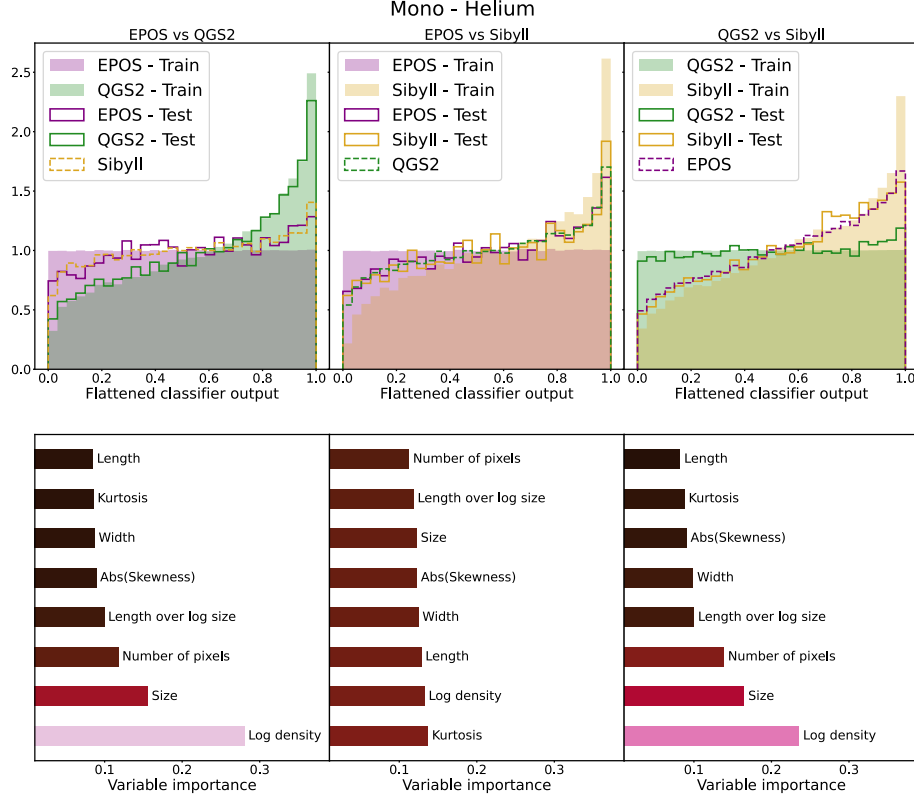 Mono - Helium
EPOS vs QGS2
EPOS vs Sibyll
QGS2 vs Sibyll
2.5
2.0
1.5
1.0
0.5
0.0
EPOS - Train
QGS2 - Train
EPOS - Test
QGS2 - Test
Sibyll
EPOS - Train
Sibyll - Train
EPOS - Test
Sibyll - Test
QGS2
QGS2 - Train
Sibyll - Train
QGS2 - Test
Sibyll - Test
EPOS
0.0 0.2 0.4 0.6 0.8 1.0
0.0 0.2 0.4 0.6 0.8 1.0
0.0 0.2 0.4 0.6 0.8 1.0
Flattened classifier output
Flattened classifier output
Flattened classifier output
Length
Kurtosis
Width
Abs(Skewness)
Length over log size
Number of pixels
Size
Log density
0.1 0.2 0.3
Variable importance
Number of pixels
Length over log size
Size
Abs(Skewness)
Width
Length
Log density
Kurtosis
0.1 0.2 0.3
Variable importance
Length
Kurtosis
Abs(Skewness)
Width
Length over log size
Number of pixels
Size
Log density
0.1 0.2 0.3
Variable importance